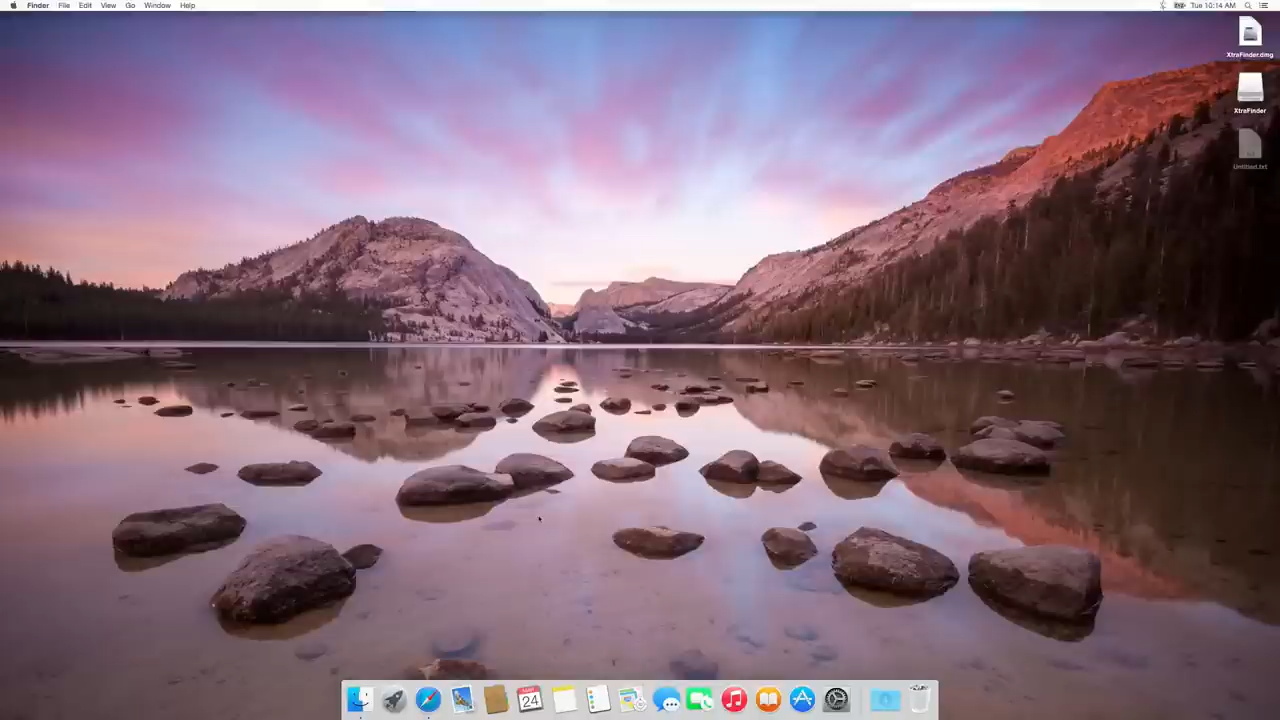 Finder File Edit View Go Window Help
Tue 10:14 AM
XtraFinder.dmg
XtraFinder
Untitled.txt
24